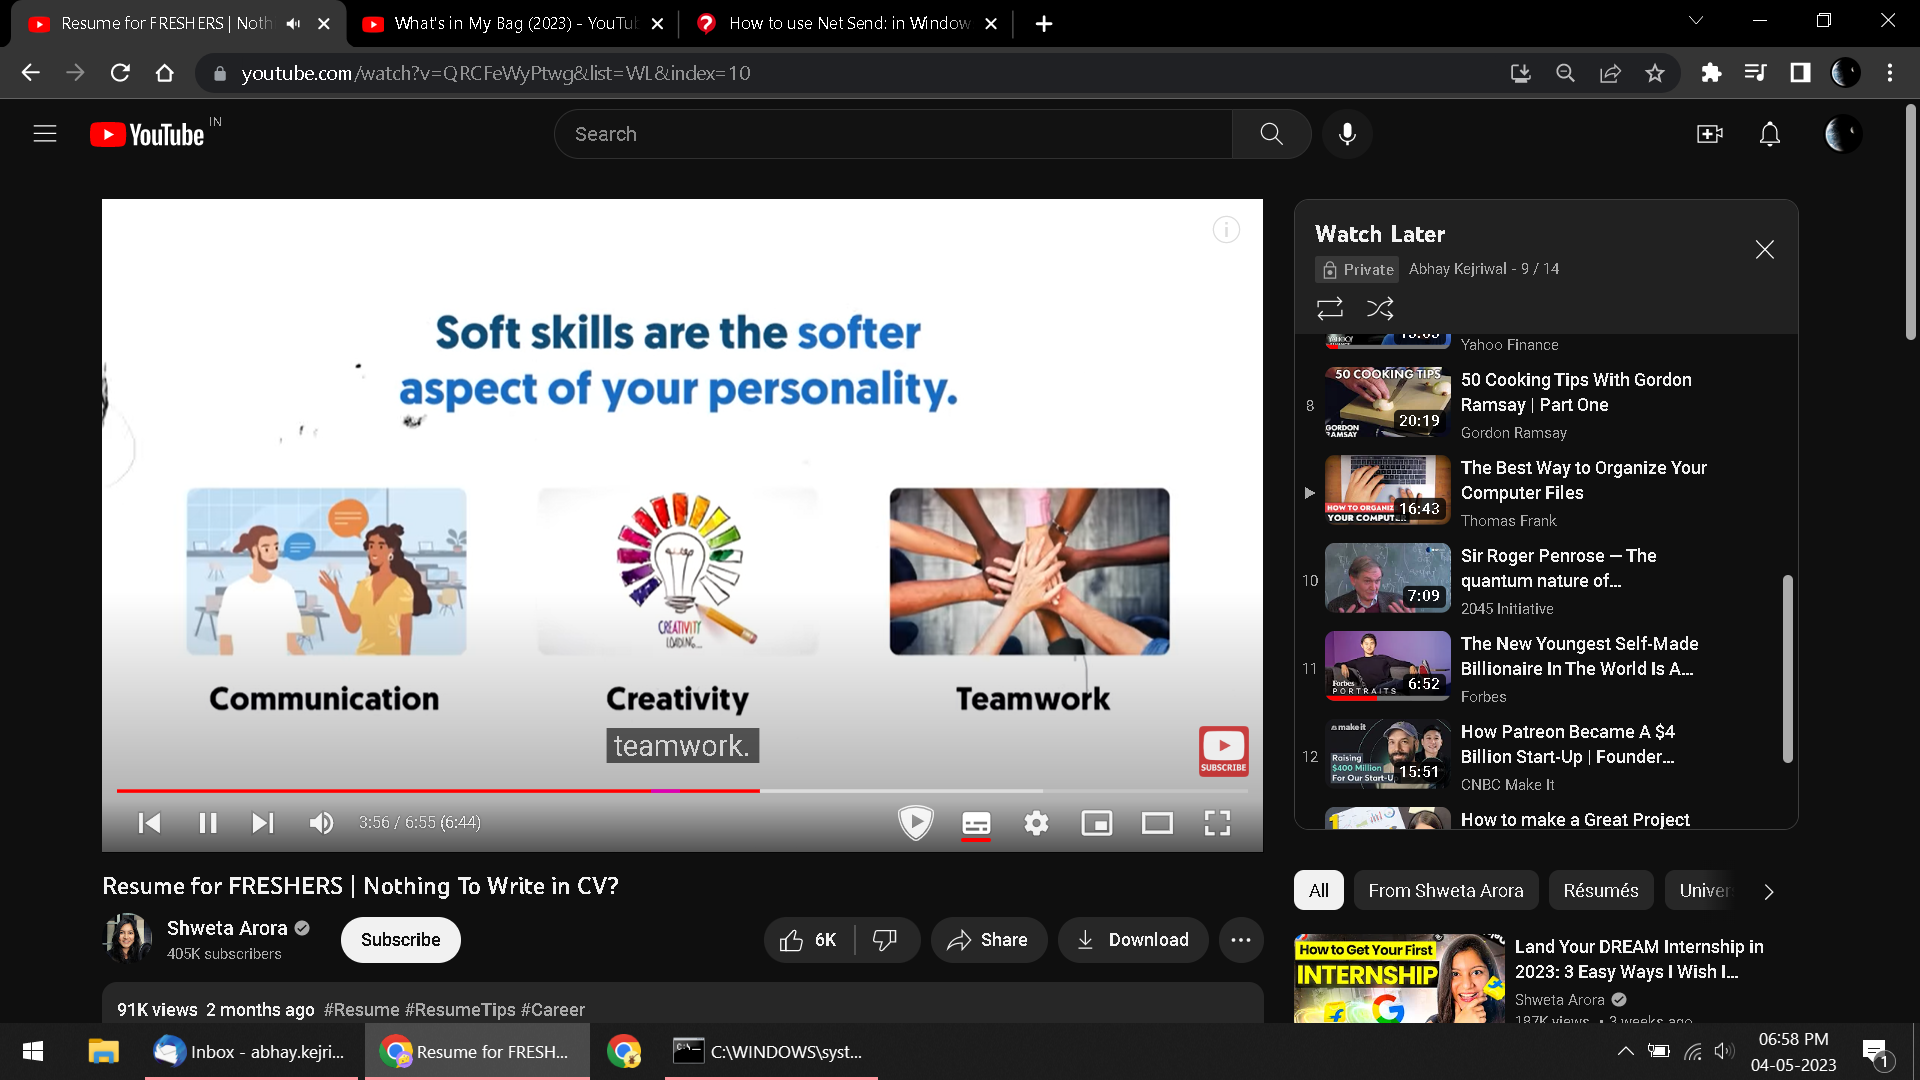 Resume for FRESHERS | Noth
What's in My Bag (2023) - YouTu
How to use Net Send: in Window
youtube.com/watch?v=QRCFeWyPtwg&list=WL&index=10
YouTube IN
Search
Soft skills are the softer
aspect of your personality.
CREATIVITY
LOADING...
Communication
Creativity
Teamwork
teamwork.
SUBSCRIBE
3:56 / 6:55 (6:44)
Resume for FRESHERS | Nothing To Write in CV?
Shweta Arora
405K subscribers
Subscribe
6K
Share
Download
91K views 2 months ago #Resume #ResumeTips #Career
Watch Later
Private
Abhay Kejriwal - 9 / 14
Yahoo Finance
8
50 COOKING TIPS
GORDON
RAMSAY
20:19
50 Cooking Tips With Gordon
Ramsay | Part One
Gordon Ramsay
HOW TO ORGANIZ
YOUR COMPUTE
16:43
The Best Way to Organize Your
Computer Files
Thomas Frank
10
7:09
Sir Roger Penrose — The
quantum nature of...
2045 Initiative
11
Forbes
PORTRAITS
6:52
The New Youngest Self-Made
Billionaire In The World Is A...
Forbes
12
make it
Raising
$400 Million
For Our Start-U
15:51
How Patreon Became A $4
Billion Start-Up | Founder...
CNBC Make It
How to make a Great Project
All
From Shweta Arora
Résumés
Univer
How to Get Your First
INTERNSHIP
Land Your DREAM Internship in
2023: 3 Easy Ways I Wish I...
Shweta Arora
187K views • 3 weeks ago
Inbox - abhay.kejri...
Resume for FRESH...
C:\WINDOWS\syst...
06:58 PM
04-05-2023
1